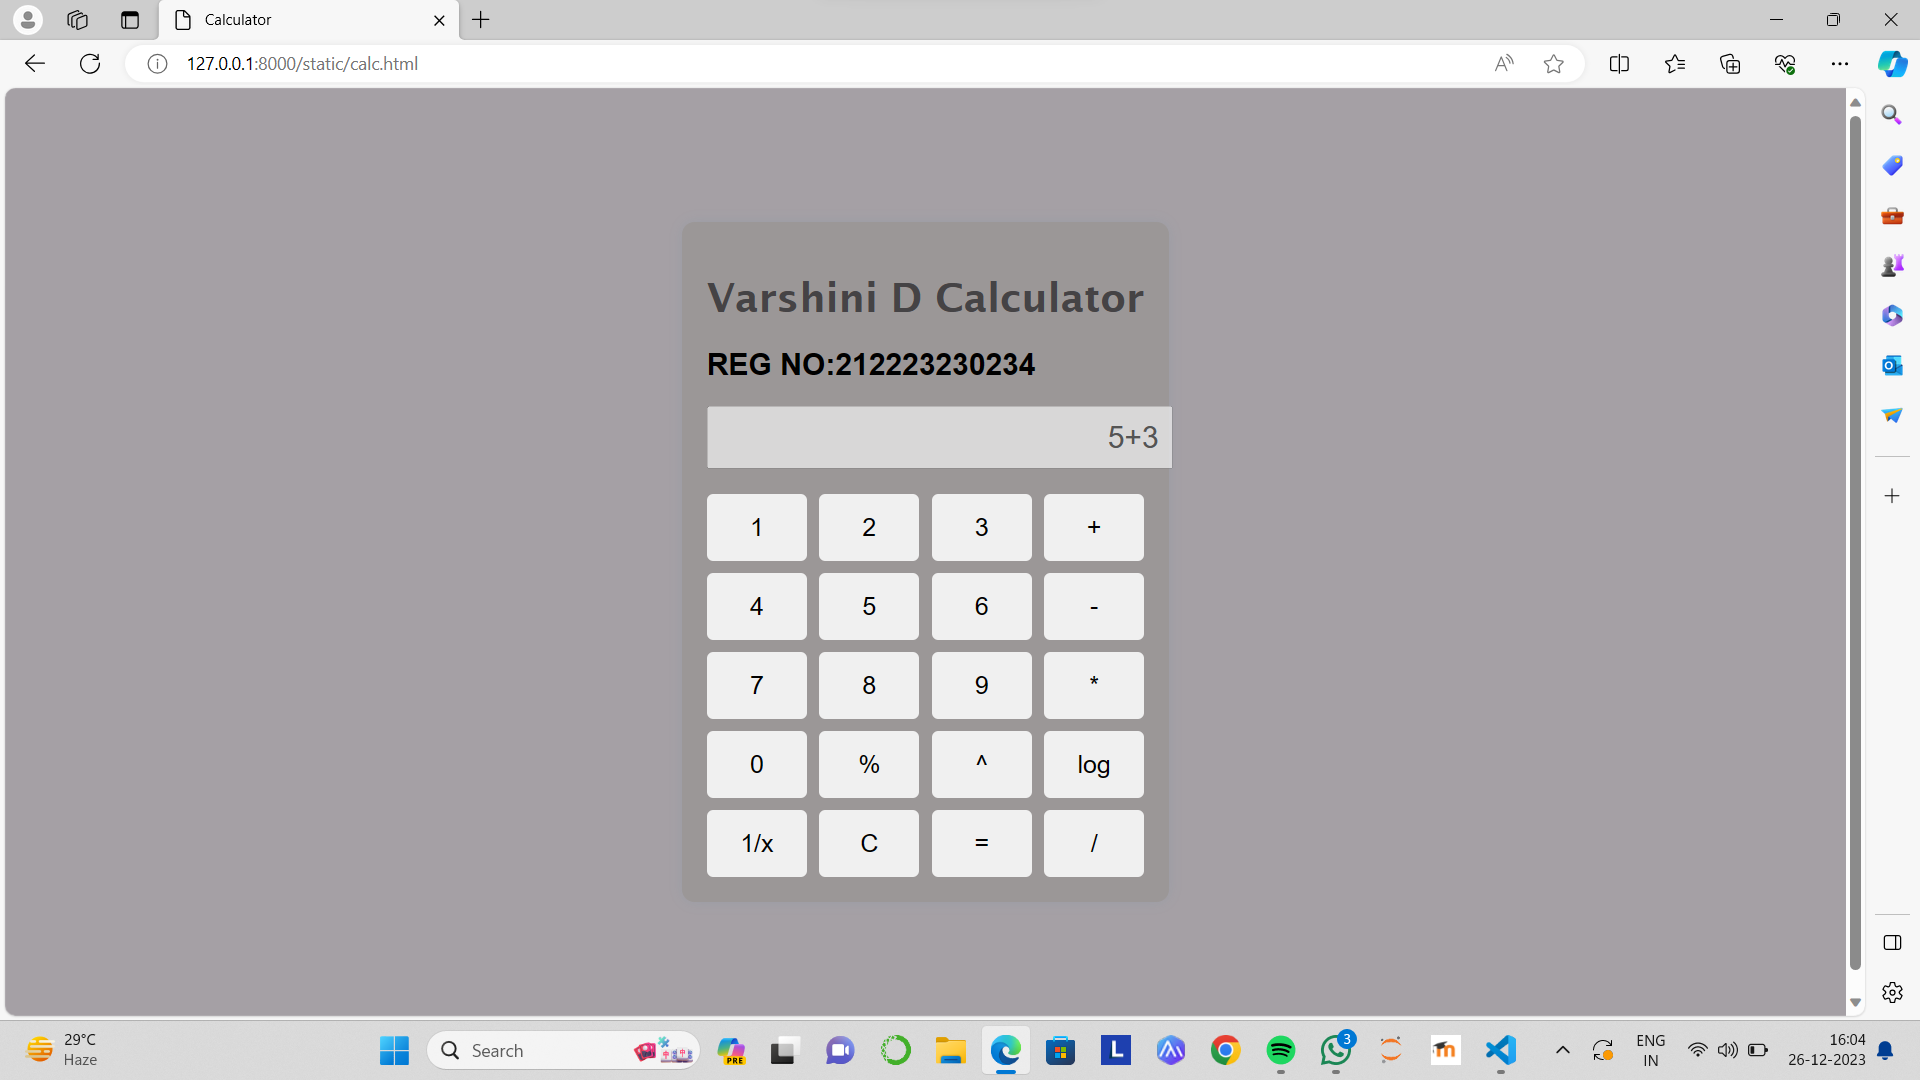 Calculator
127.0.0.1:8000/static/calc.html
Varshini D Calculator
REG NO:212223230234
5+3
1 2 3 +
4 5 6 -
7 8 9 *
0 % ^ log
1/x C = /
29°C
Haze
Search
PRE
L
3
ENG
IN
16:04
26-12-2023